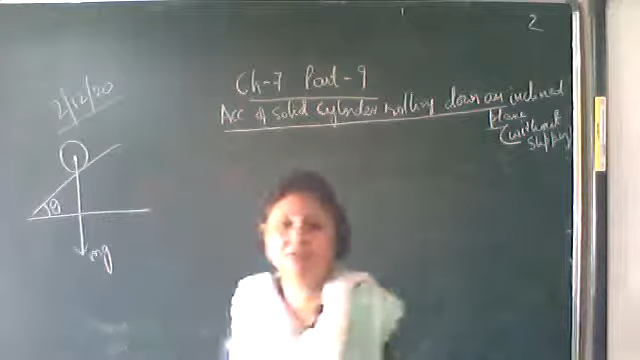 2
Ch-7 Part-9
2/12/20
Acc of solid cylinder rolling down an inclined
plane
(without
slipping)
θ
mg